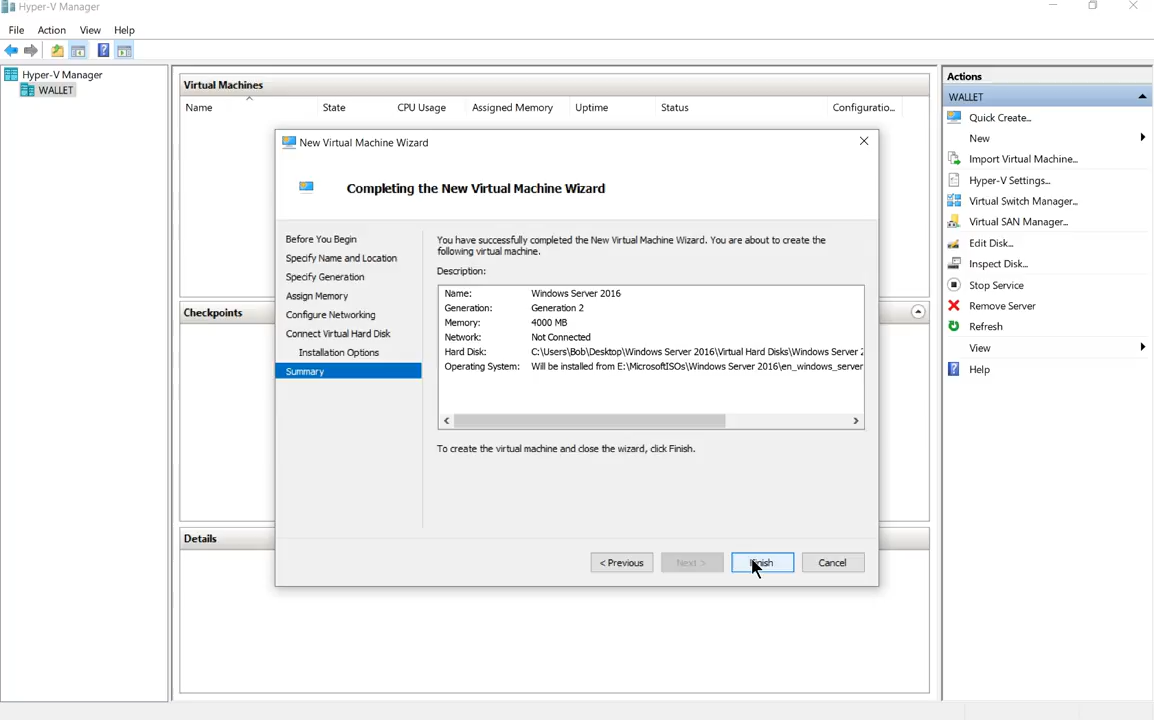 Hyper-V Manager
File Action View Help
Hyper-V Manager
WALLET
Virtual Machines
Name State CPU Usage Assigned Memory Uptime Status Configuratio...
New Virtual Machine Wizard
Completing the New Virtual Machine Wizard
Before You Begin
Specify Name and Location
Specify Generation
Assign Memory
Configure Networking
Connect Virtual Hard Disk
Installation Options
Summary
You have successfully completed the New Virtual Machine Wizard. You are about to create the
following virtual machine.
Description:
Name: Windows Server 2016
Generation: Generation 2
Memory: 4000 MB
Network: Not Connected
Hard Disk: C:\Users\Bob\Desktop\Windows Server 2016\Virtual Hard Disks\Windows Server
Operating System: Will be installed from E:\MicrosoftISOs\Windows Server 2016\en_windows_server
To create the virtual machine and close the wizard, click Finish.
< Previous Next > Finish Cancel
Checkpoints
Details
Actions
WALLET
Quick Create...
New
Import Virtual Machine...
Hyper-V Settings...
Virtual Switch Manager...
Virtual SAN Manager...
Edit Disk...
Inspect Disk...
Stop Service
Remove Server
Refresh
View
Help